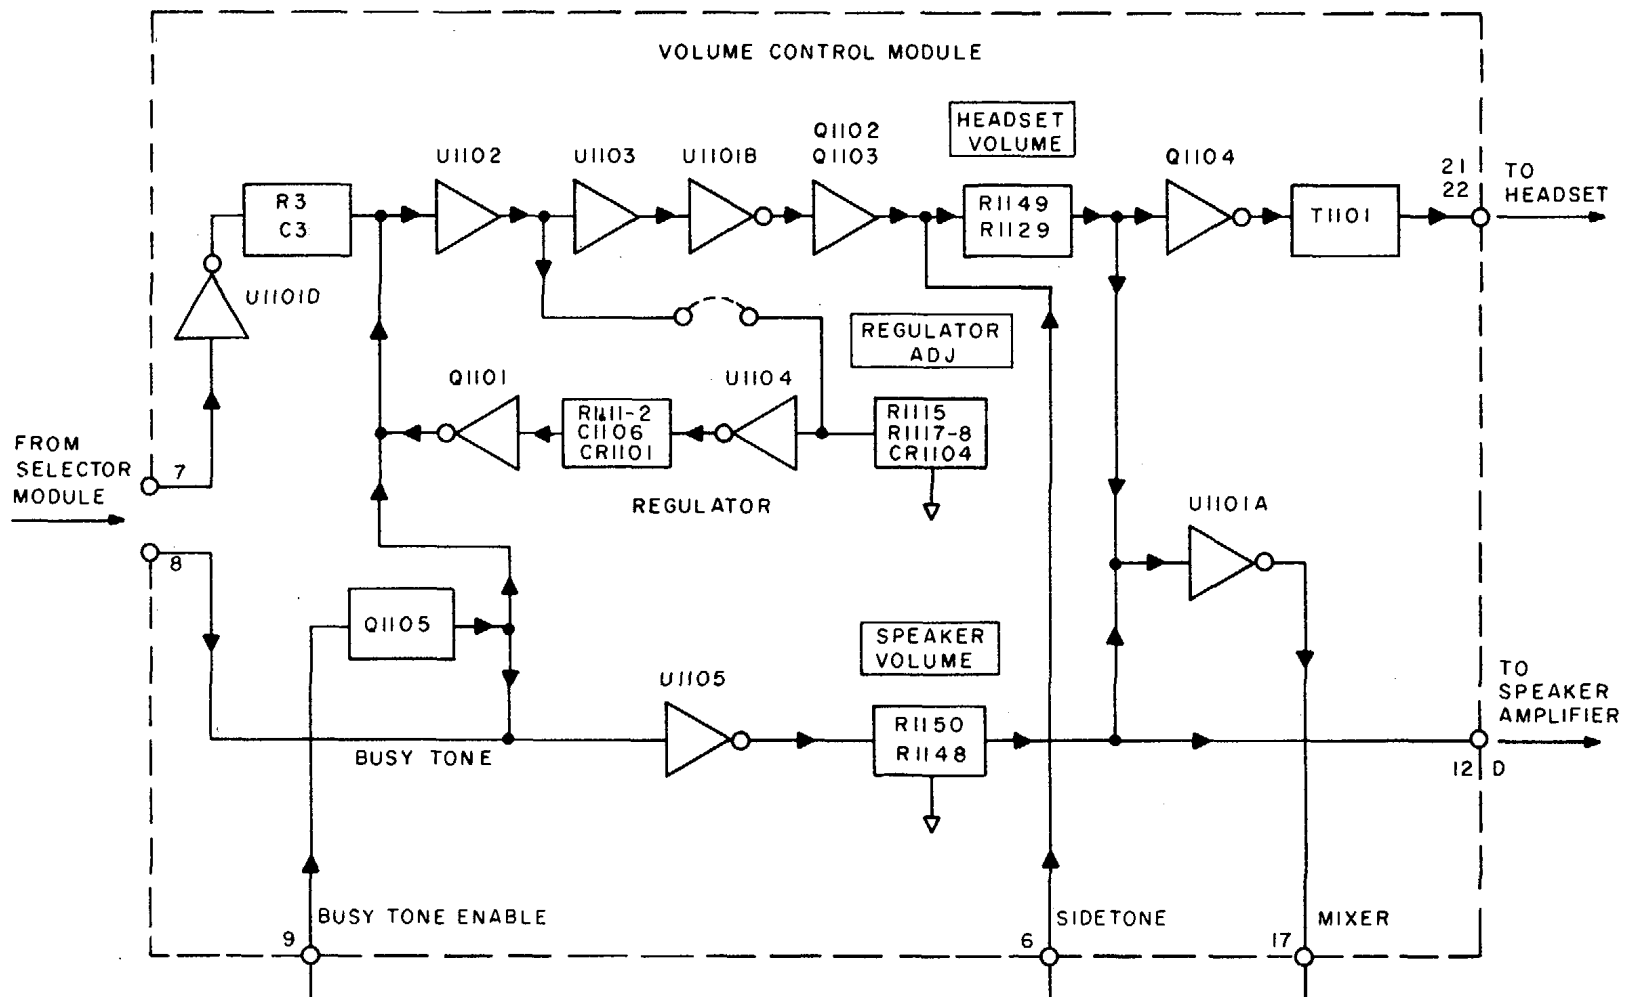 VOLUME CONTROL MODULE
HEADSET
VOLUME
Q1102
Q1103
U1102
U1103
U1101B
Q1104
21
22
TO
HEADSET
R3
C3
R1149
R1129
T1101
U1101D
REGULATOR
ADJ
Q1101
U1104
R1111-2
C1106
CR1101
R1115
R1117-8
CR1104
FROM
SELECTOR
MODULE
7
REGULATOR
U1101A
8
Q1105
SPEAKER
VOLUME
U1105
TO
SPEAKER
AMPLIFIER
R1150
R1148
BUSY TONE
12 D
BUSY TONE ENABLE
SIDETONE
MIXER
9
6
17